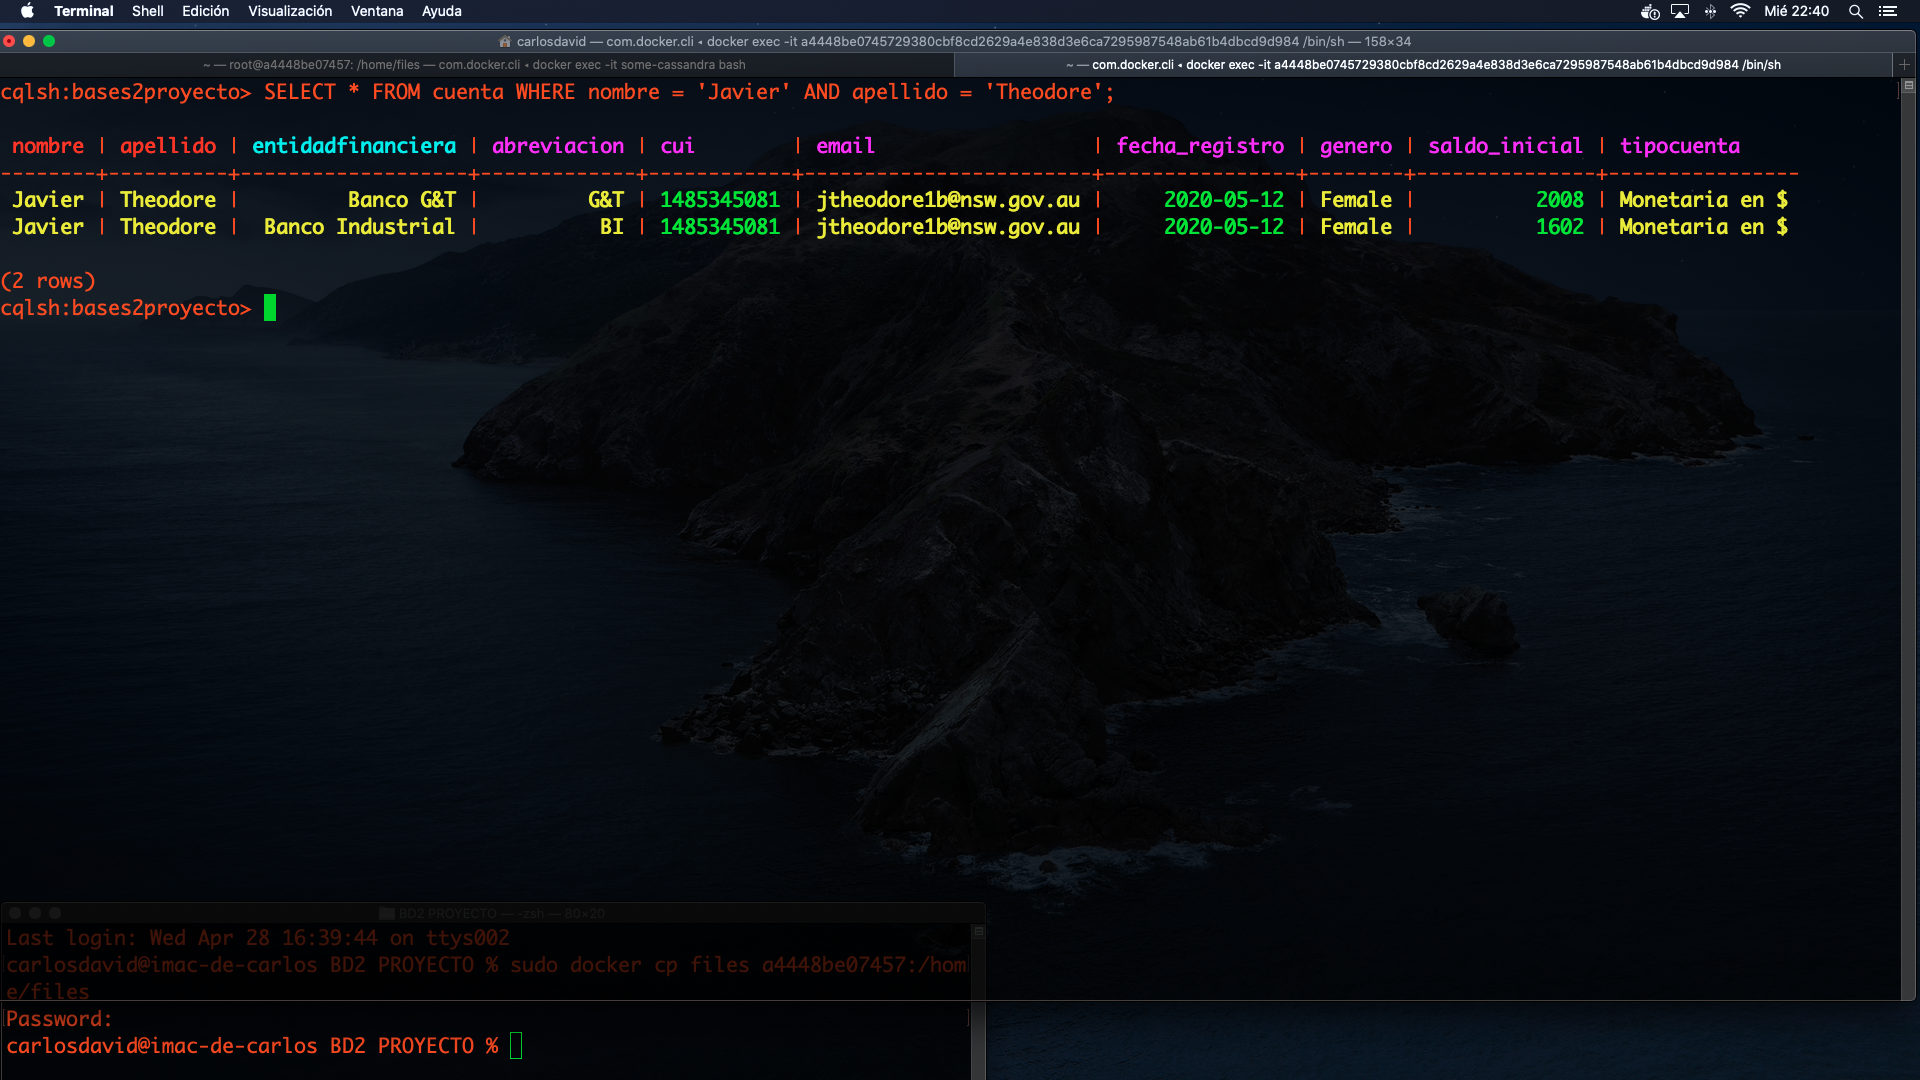 Terminal Shell Edición Visualización Ventana Ayuda Mié 22:40
carlosdavid — com.docker.cli ◂ docker exec -it a4448be0745729380cbf8cd2629a4e838d3e6ca7295987548ab61b4dbcd9d984 /bin/sh — 158×34
~ — root@a4448be07457: /home/files — com.docker.cli ◂ docker exec -it some-cassandra bash
~ — com.docker.cli ◂ docker exec -it a4448be0745729380cbf8cd2629a4e838d3e6ca7295987548ab61b4dbcd9d984 /bin/sh
cqlsh:bases2proyecto> SELECT * FROM cuenta WHERE nombre = 'Javier' AND apellido = 'Theodore';
nombre | apellido | entidadfinanciera | abreviacion | cui | email | fecha_registro | genero | saldo_inicial | tipocuenta
--------+----------+-------------------+-------------+------------+------------------------+----------------+--------+---------------+----------------
Javier | Theodore | Banco G&T | G&T | 1485345081 | jtheodore1b@nsw.gov.au | 2020-05-12 | Female | 2008 | Monetaria en $
Javier | Theodore | Banco Industrial | BI | 1485345081 | jtheodore1b@nsw.gov.au | 2020-05-12 | Female | 1602 | Monetaria en $
(2 rows)
cqlsh:bases2proyecto>
BD2 PROYECTO — -zsh — 80×20
Last login: Wed Apr 28 16:39:44 on ttys002
carlosdavid@imac-de-carlos BD2 PROYECTO % sudo docker cp files a4448be07457:/hom
e/files
Password:
carlosdavid@imac-de-carlos BD2 PROYECTO %